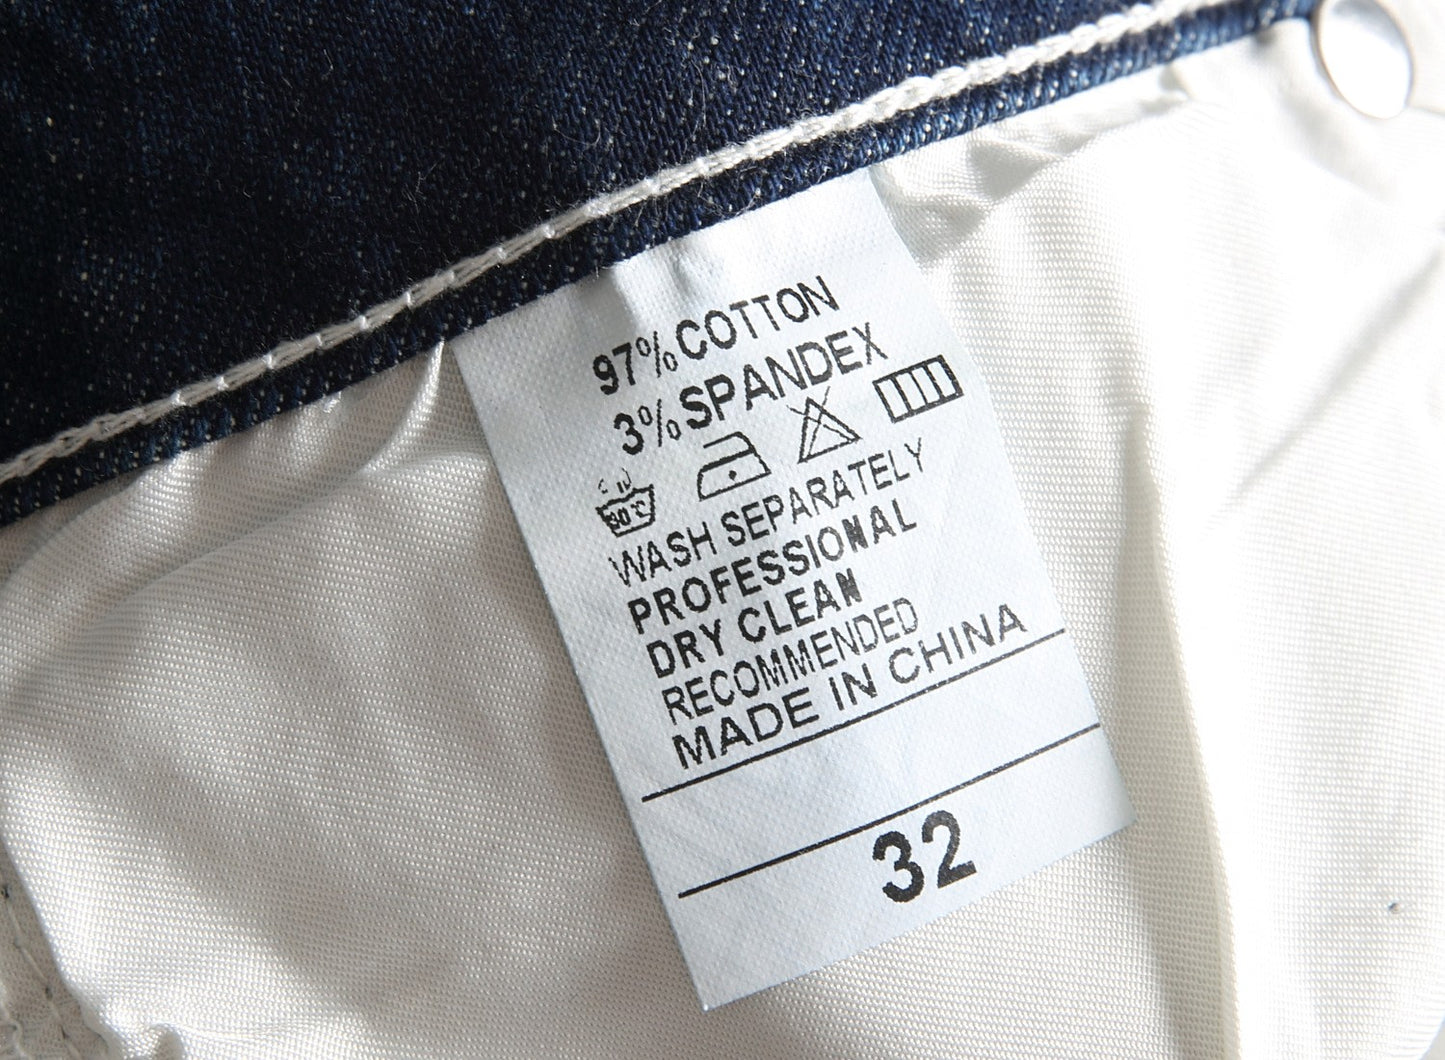 97% COTTON
3% SPANDEX
30°C
WASH SEPARATELY
PROFESSIONAL
DRY CLEAN
RECOMMENDED
MADE IN CHINA
32